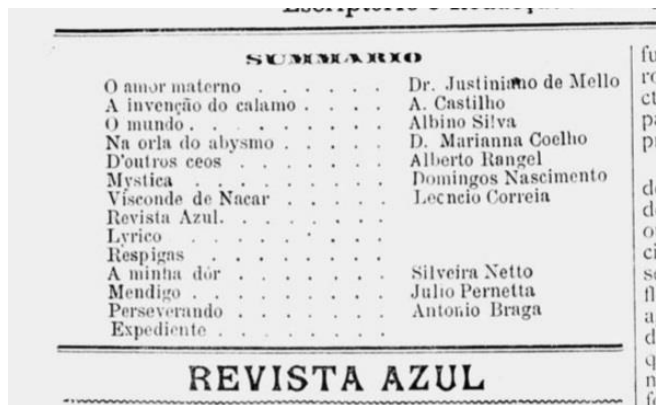 SUMMARIO
O amor materno . . . . . . Dr. Justiniano de Mello
A invenção do calamo . . . . A. Castilho
O mundo . . . . . . . . . Albino Silva
Na orla do abysmo . . . . . D. Marianna Coelho
D'outros ceos . . . . . . . Alberto Rangel
Mystica . . . . . . . . . Domingos Nascimento
Visconde de Nacar . . . . . Leoncio Correia
Revista Azul. . . . . . . .
Lyrico . . . . . . . .
Respigas . . . . . . . .
A minha dôr . . . . . . Silveira Netto
Mendigo . . . . . . . . Julio Pernetta
Perseverando . . . . . . . Antonio Braga
Expediente . . . . . . . .
REVISTA AZUL